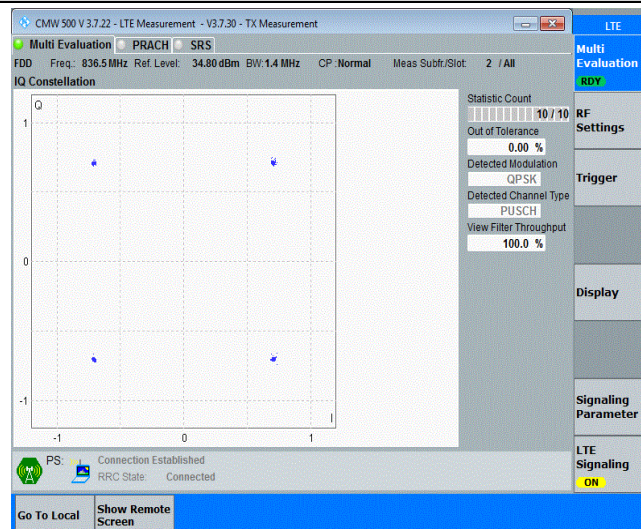 CMW 500 V 3.7.22 - LTE Measurement - V3.7.30 - TX Measurement
LTE
Multi Evaluation PRACH SRS
Multi
Evaluation
RDY
FDD Freq.: 836.5 MHz Ref. Level: 34.80 dBm BW: 1.4 MHz CP: Normal Meas Subfr./Slot: 2 / All
IQ Constellation
Q
1
0
-1
-1
0
1
I
Statistic Count
10 / 10
Out of Tolerance
0.00 %
Detected Modulation
QPSK
Detected Channel Type
PUSCH
View Filter Throughput
100.0 %
RF
Settings
Trigger
Display
Signaling
Parameter
LTE
Signaling
ON
PS: Connection Established
RRC State: Connected
Go To Local
Show Remote
Screen